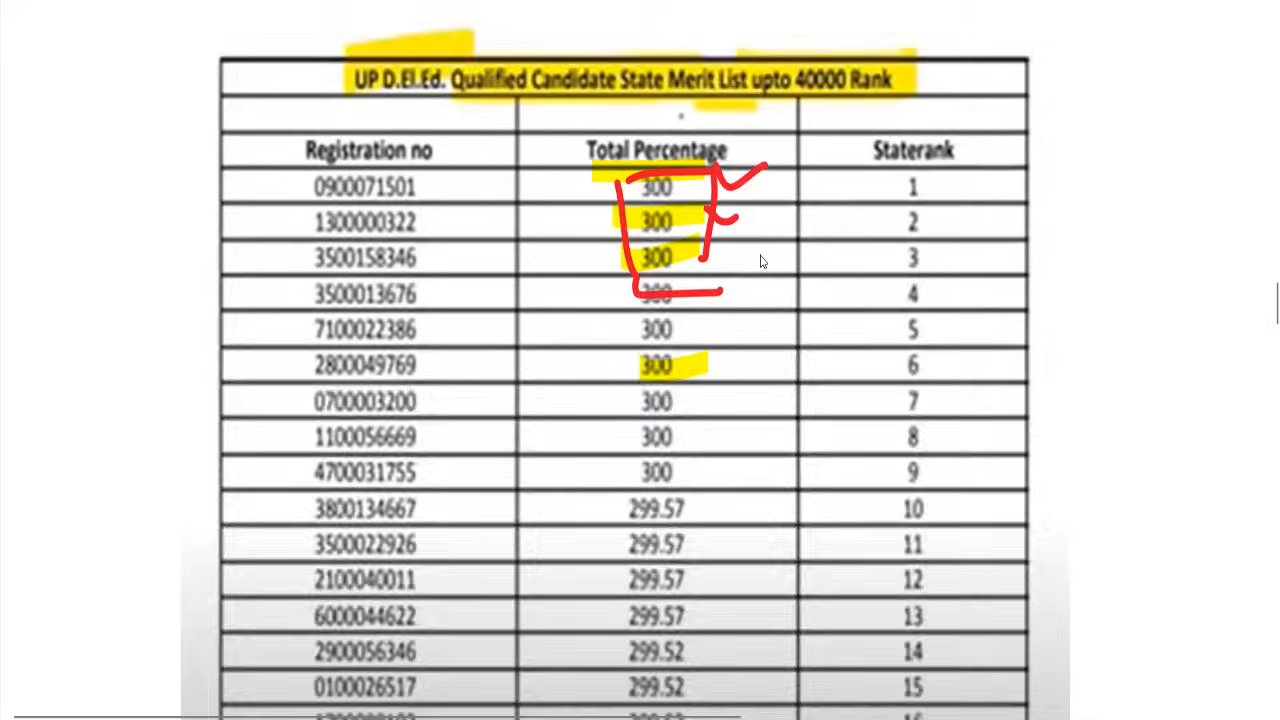 UP D.El.Ed. Qualified Candidate State Merit List upto 40000 Rank
Registration no Total Percentage Staterank
0900071501 300 1
1300000322 300 2
3500158346 300 3
3500013676 300 4
7100022386 300 5
2800049769 300 6
0700003200 300 7
1100056669 300 8
4700031755 300 9
3800134667 299.57 10
3500022926 299.57 11
2100040011 299.57 12
6000044622 299.57 13
2900056346 299.52 14
0100026517 299.52 15